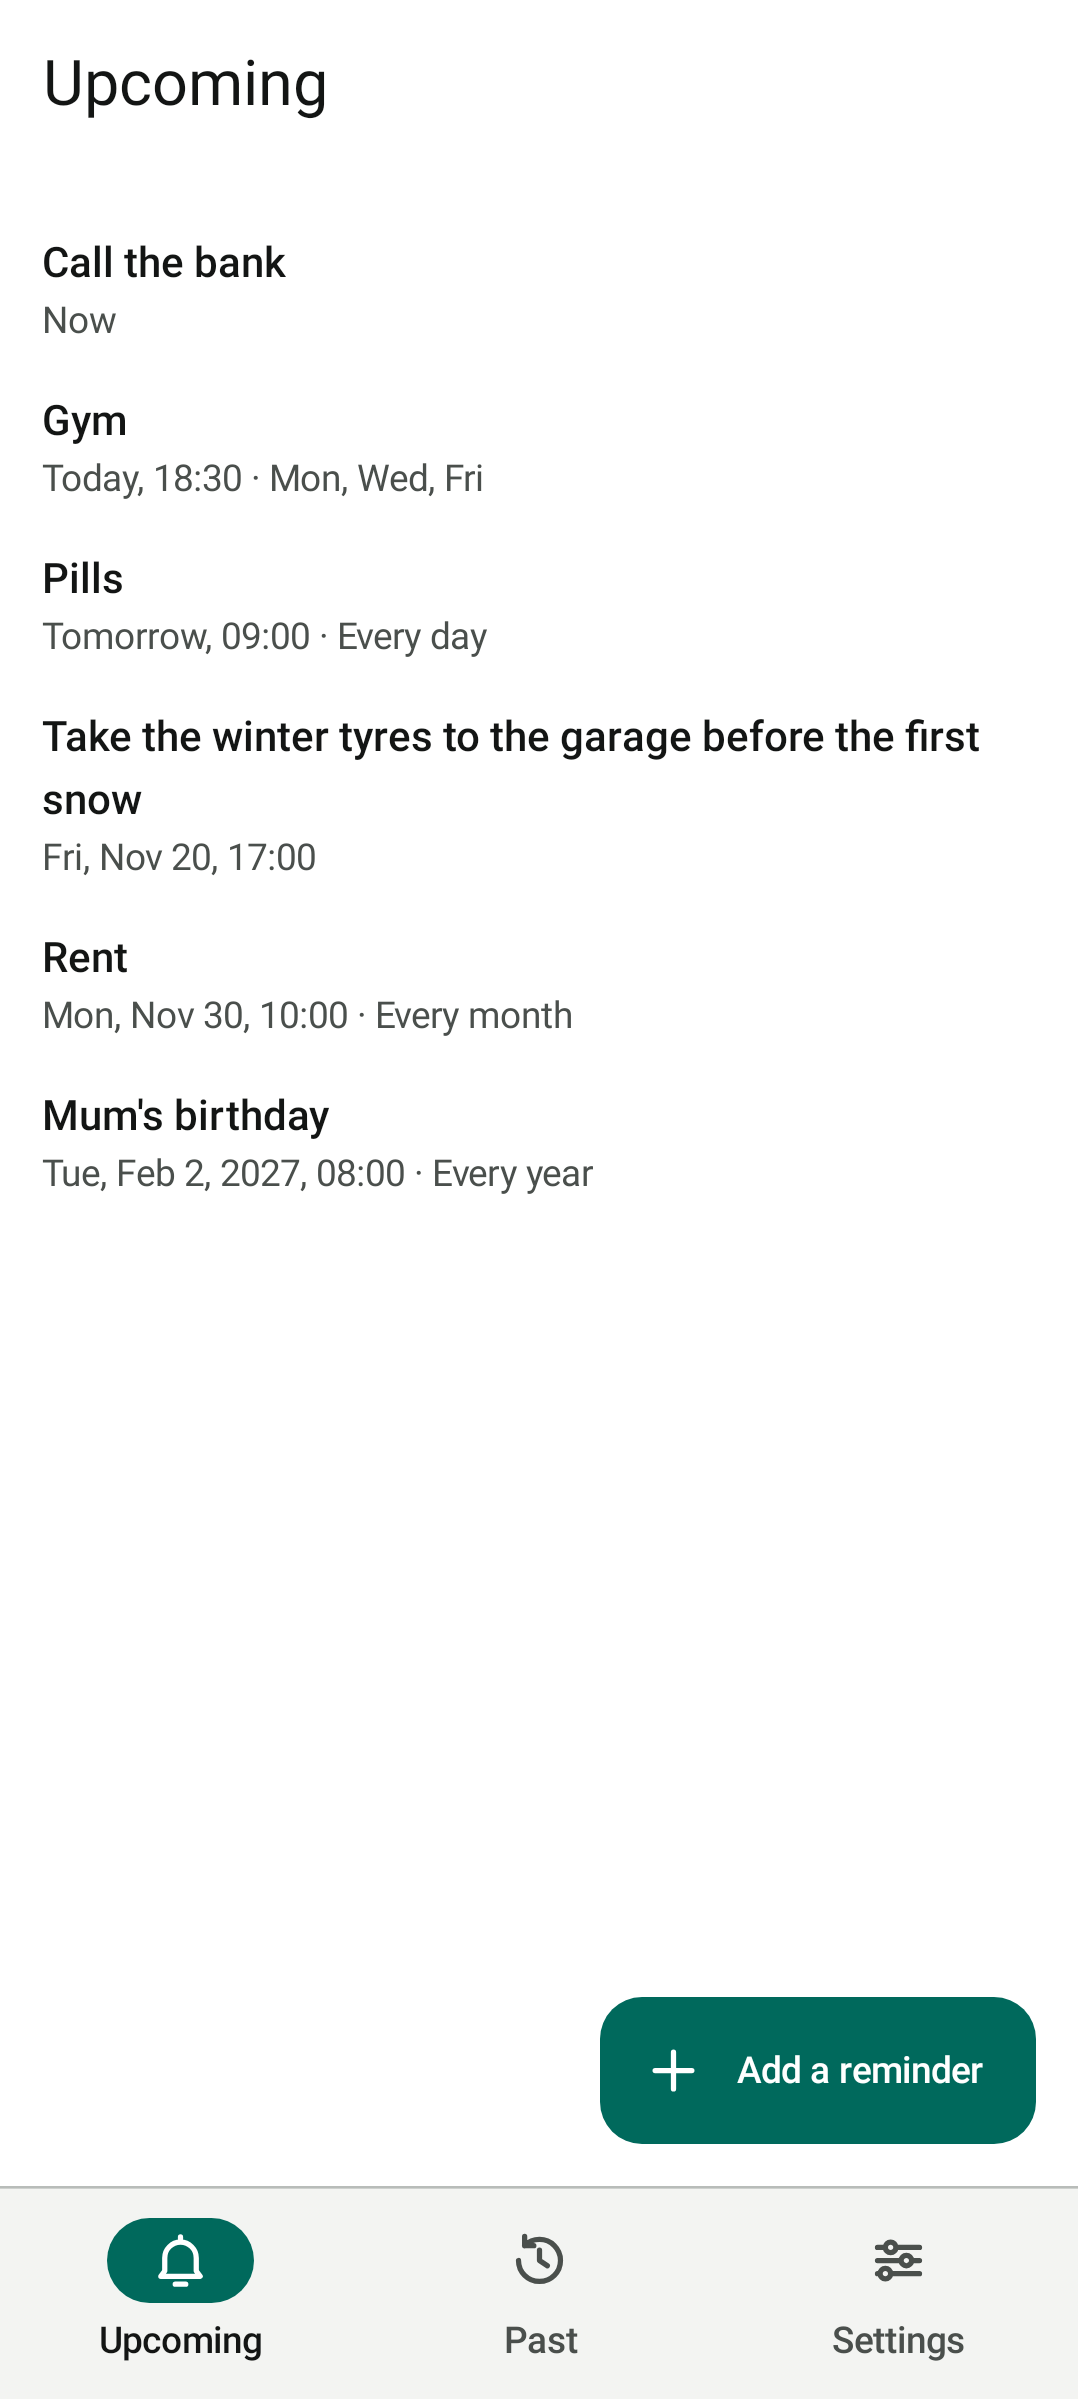 Upcoming
Call the bank
Now
Gym
Today, 18:30 · Mon, Wed, Fri
Pills
Tomorrow, 09:00 · Every day
Take the winter tyres to the garage before the first
snow
Fri, Nov 20, 17:00
Rent
Mon, Nov 30, 10:00 · Every month
Mum's birthday
Tue, Feb 2, 2027, 08:00 · Every year
Add a reminder
Upcoming
Past
Settings